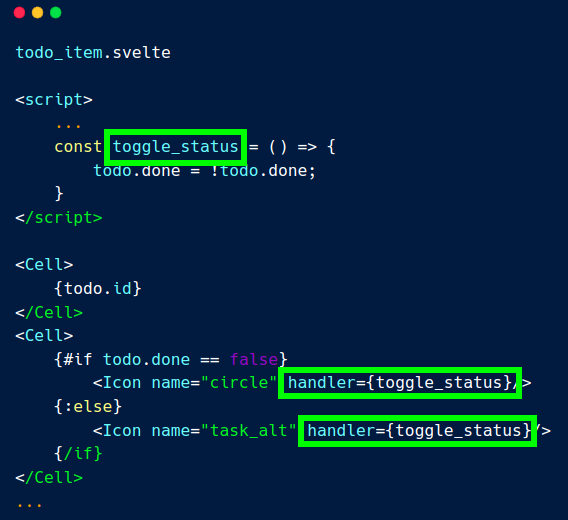 todo_item.svelte
<script>
...
const toggle_status = () => {
todo.done = !todo.done;
}
</script>
<Cell>
{todo.id}
</Cell>
<Cell>
{#if todo.done == false}
<Icon name="circle" handler={toggle_status}/>
{:else}
<Icon name="task_alt" handler={toggle_status}/>
{/if}
</Cell>
...